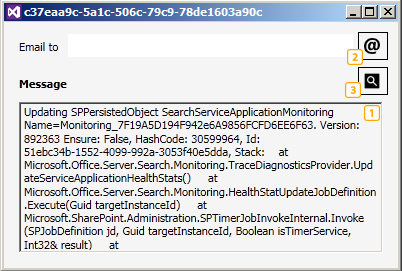 c37eaa9c-5a1c-506c-79c9-78de1603a90c
Email to
@
2
3
Message
1
Updating SPPersistedObject SearchServiceApplicationMonitoring
Name=Monitoring_7F19A5D194F942e6A9856FCFD6EE6F63. Version:
892363 Ensure: False, HashCode: 30599964, Id:
51ebc34b-1552-4099-992a-3053f40e5dda, Stack:    at
Microsoft.Office.Server.Search.Monitoring.TraceDiagnosticsProvider.Upd
ateServiceApplicationHealthStats()    at
Microsoft.Office.Server.Search.Monitoring.HealthStatUpdateJobDefinition
.Execute(Guid targetInstanceId)    at
Microsoft.SharePoint.Administration.SPTimerJobInvokeInternal.Invoke
(SPJobDefinition jd, Guid targetInstanceId, Boolean isTimerService,
Int32& result)    at